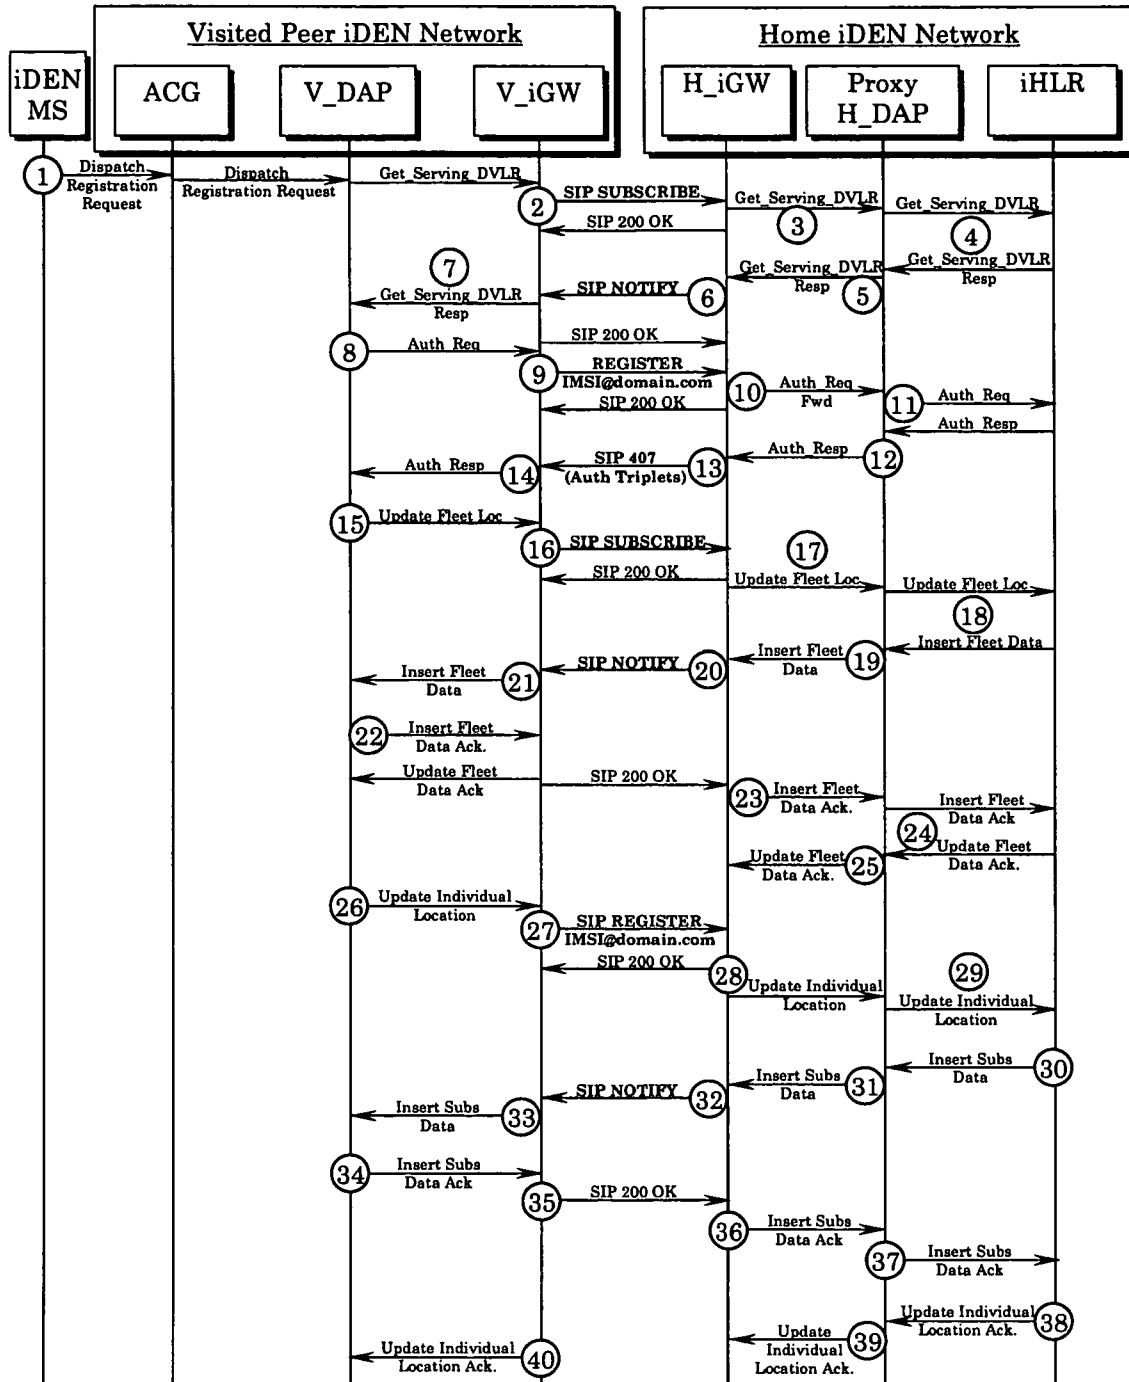 Visited Peer iDEN Network
Home iDEN Network
iDEN
MS
ACG
V_DAP
V_iGW
H_iGW
Proxy
H_DAP
iHLR
1
Dispatch
Registration
Request
Dispatch
Registration Request
Get_Serving_DVLR
2
SIP SUBSCRIBE
SIP 200 OK
Get_Serving_DVLR
3
Get_Serving_DVLR
4
Get_Serving_DVLR
Resp
Get_Serving_DVLR
Resp
5
SIP NOTIFY
6
7
Get_Serving_DVLR
Resp
SIP 200 OK
8
Auth_Req
9
REGISTER
IMSI@domain.com
SIP 200 OK
10
Auth_Req
Fwd
11
Auth_Req
Auth_Resp
Auth_Resp
12
SIP 407
(Auth Triplets)
13
Auth_Resp
14
15
Update Fleet Loc
16
SIP SUBSCRIBE
SIP 200 OK
17
Update Fleet Loc
Update Fleet Loc
18
Insert Fleet Data
Insert Fleet
Data
19
SIP NOTIFY
20
Insert Fleet
Data
21
22
Insert Fleet
Data Ack.
Update Fleet
Data Ack
SIP 200 OK
23
Insert Fleet
Data Ack.
Insert Fleet
Data Ack
24
Update Fleet
Data Ack.
Update Fleet
Data Ack.
25
26
Update Individual
Location
27
SIP REGISTER
IMSI@domain.com
SIP 200 OK
28
Update Individual
Location
29
Update Individual
Location
Insert Subs
Data
30
Insert Subs
Data
31
SIP NOTIFY
32
Insert Subs
Data
33
34
Insert Subs
Data Ack
35
SIP 200 OK
36
Insert Subs
Data Ack
37
Insert Subs
Data Ack
Update Individual
Location Ack.
38
Update
Individual
Location Ack.
39
Update Individual
Location Ack.
40